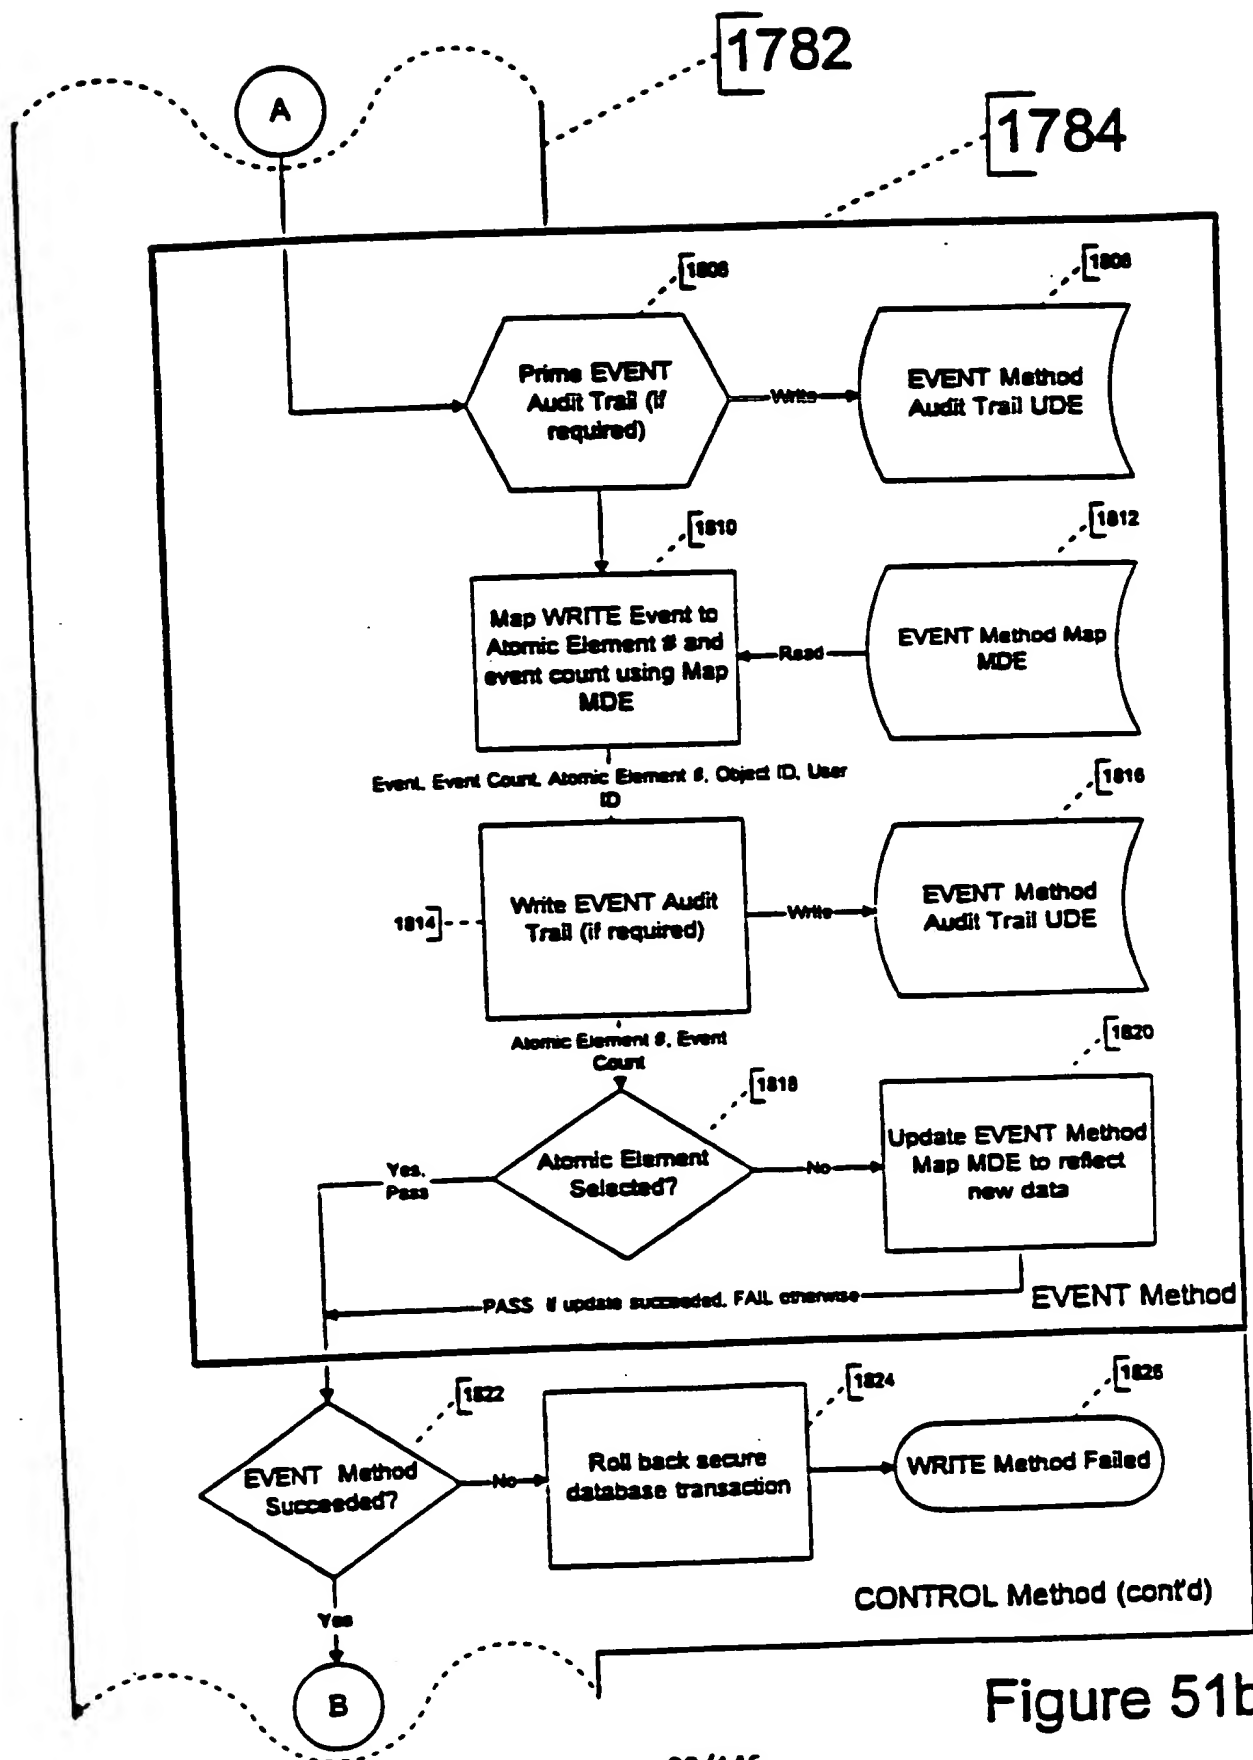 1782
1784
A
1806
1808
Prime EVENT
Audit Trail (if
required)
Write
EVENT Method
Audit Trail UDE
1810
1812
Map WRITE Event to
Atomic Element # and
event count using Map
MDE
Read
EVENT Method Map
MDE
Event, Event Count, Atomic Element #, Object ID, User
ID
1816
1814
Write EVENT Audit
Trail (if required)
Write
EVENT Method
Audit Trail UDE
Atomic Element #, Event
Count
1818
1820
Yes,
Pass
Atomic Element
Selected?
No
Update EVENT Method
Map MDE to reflect
new data
PASS if update succeeded, FAIL otherwise
EVENT Method
1822
1824
1826
EVENT Method
Succeeded?
No
Roll back secure
database transaction
WRITE Method Failed
Yes
CONTROL Method (cont'd)
B
Figure 51b